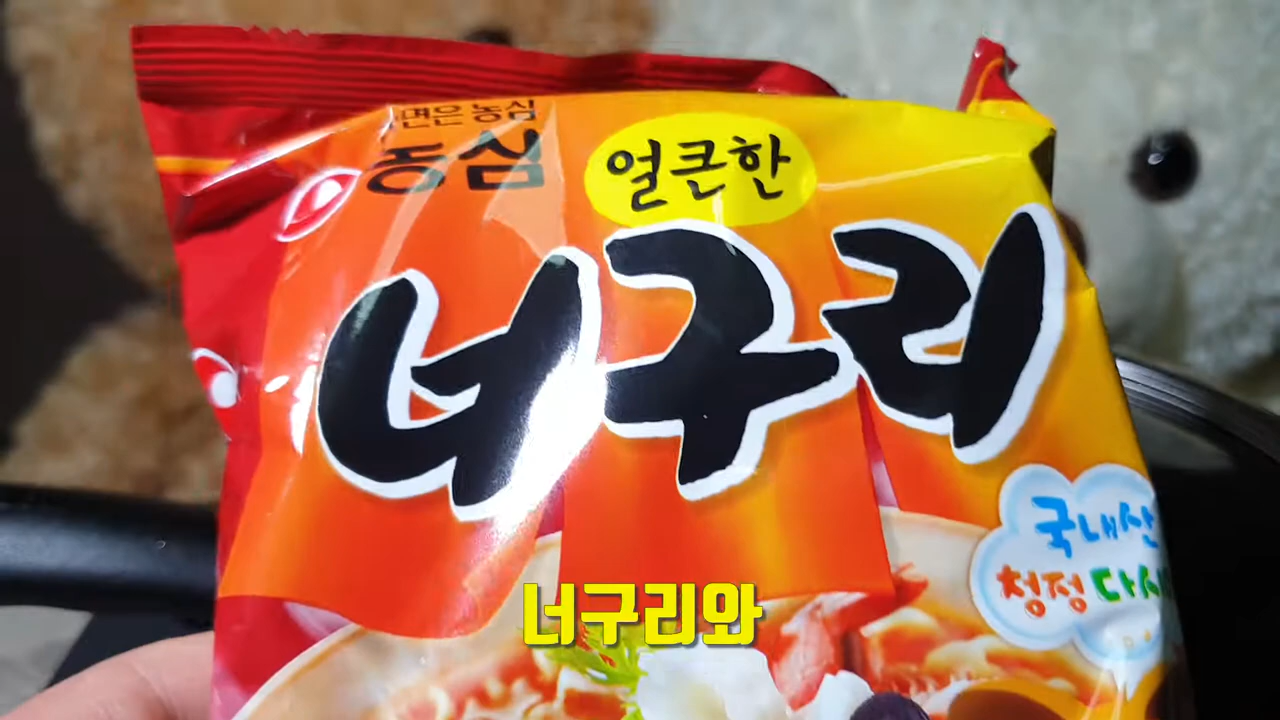 면은 농심
농심
얼큰한
너구리
국내산
청정 다시마
너구리와